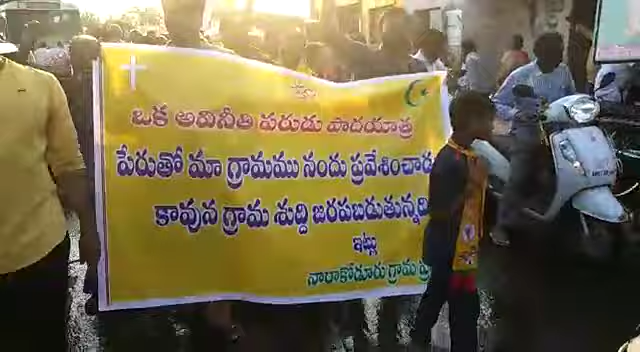 ఒక అవినీతి పరుడు పాదయాత్ర
పేరుతో మా గ్రామము నందు ప్రవేశించారు
కావున గ్రామ శుద్ది జరపబడుతున్నది
ఇట్లు
నారాకోడూరు గ్రామ